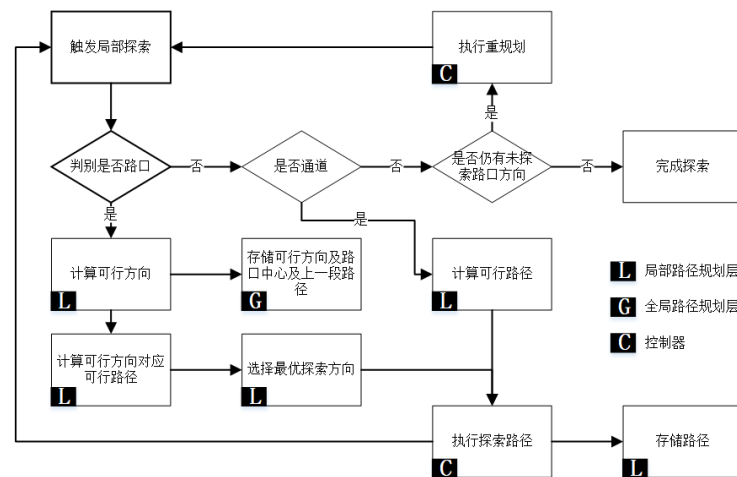 触发局部探索
执行重规划
C
是
判别是否路口
否
是否通道
否
是否仍有未探
索路口方向
否
完成探索
是
是
计算可行方向
L
存储可行方向及路
口中心及上一段路
径
G
计算可行路径
L
L 局部路径规划层
G 全局路径规划层
C 控制器
计算可行方向对应
可行路径
L
选择最优探索方向
L
执行探索路径
C
存储路径
L